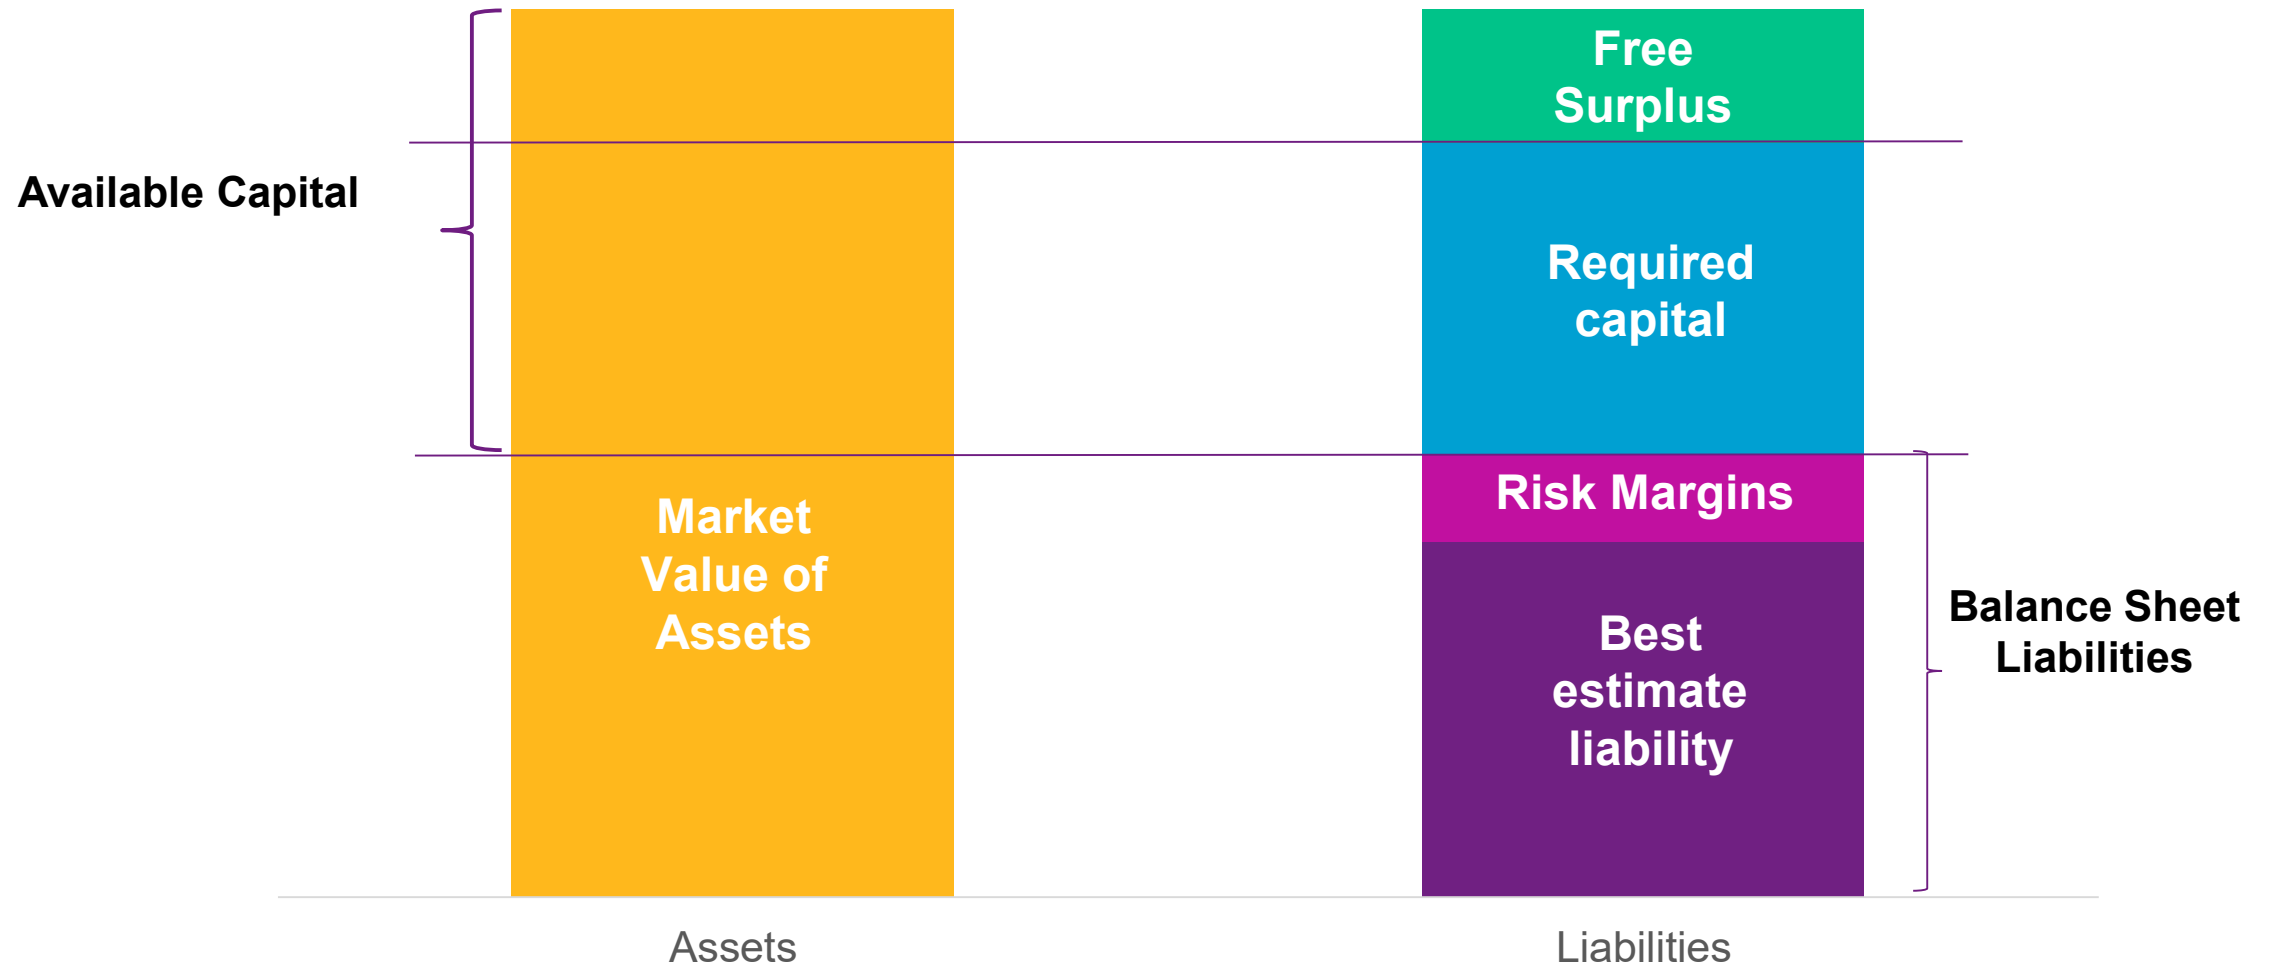 Available Capital
Market
Value of
Assets
Free
Surplus
Required
capital
Risk Margins
Best
estimate
liability
Balance Sheet
Liabilities
Assets
Liabilities